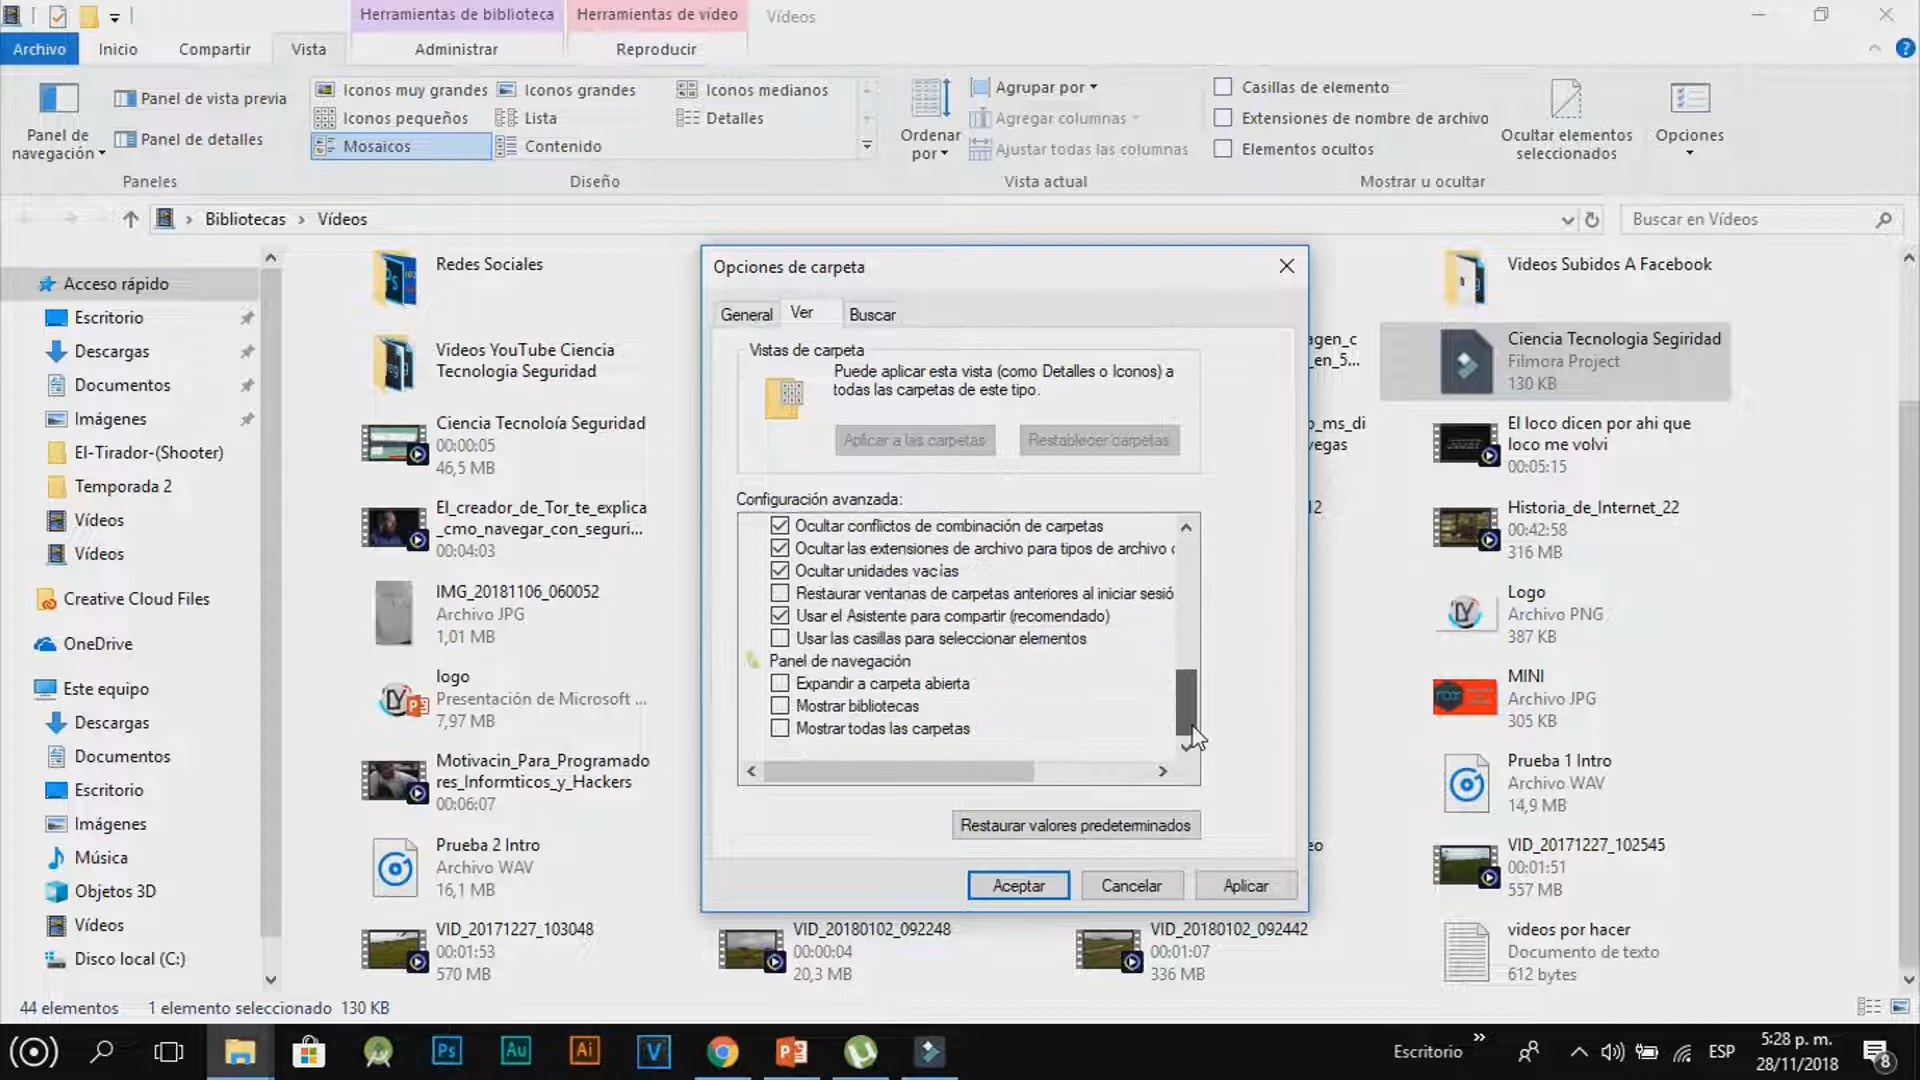 Herramientas de biblioteca
Herramientas de vídeo
Vídeos
Archivo
Inicio
Compartir
Vista
Administrar
Reproducir
Panel de navegación
Panel de vista previa
Panel de detalles
Paneles
Iconos muy grandes
Iconos grandes
Iconos medianos
Iconos pequeños
Lista
Detalles
Mosaicos
Contenido
Diseño
Ordenar por
Agrupar por
Agregar columnas
Ajustar todas las columnas
Vista actual
Casillas de elemento
Extensiones de nombre de archivo
Elementos ocultos
Ocultar elementos
seleccionados
Opciones
Mostrar u ocultar
Bibliotecas > Vídeos
Buscar en Vídeos
Acceso rápido
Escritorio
Descargas
Documentos
Imágenes
El-Tirador-(Shooter)
Temporada 2
Vídeos
Vídeos
Creative Cloud Files
OneDrive
Este equipo
Descargas
Documentos
Escritorio
Imágenes
Música
Objetos 3D
Vídeos
Disco local (C:)
Redes Sociales
Videos YouTube Ciencia
Tecnologia Seguridad
Ciencia Tecnoloía Seguridad
00:00:05
46,5 MB
El_creador_de_Tor_te_explica
_cmo_navegar_con_seguri...
00:04:03
IMG_20181106_060052
Archivo JPG
1,01 MB
logo
Presentación de Microsoft ...
7,97 MB
Motivacin_Para_Programado
res_Informticos_y_Hackers
00:06:07
Prueba 2 Intro
Archivo WAV
16,1 MB
VID_20171227_103048
00:01:53
570 MB
VID_20180102_092248
00:00:04
20,3 MB
VID_20180102_092442
00:01:07
336 MB
Opciones de carpeta
General
Ver
Buscar
Vistas de carpeta
Puede aplicar esta vista (como Detalles o Iconos) a
todas las carpetas de este tipo.
Aplicar a las carpetas
Restablecer carpetas
Configuración avanzada:
Ocultar conflictos de combinación de carpetas
Ocultar las extensiones de archivo para tipos de archivo c
Ocultar unidades vacías
Restaurar ventanas de carpetas anteriores al iniciar sesió
Usar el Asistente para compartir (recomendado)
Usar las casillas para seleccionar elementos
Panel de navegación
Expandir a carpeta abierta
Mostrar bibliotecas
Mostrar todas las carpetas
Restaurar valores predeterminados
Aceptar
Cancelar
Aplicar
agen_c
_en_5...
o_ms_di
vegas
12
eo
Videos Subidos A Facebook
Ciencia Tecnologia Segiridad
Filmora Project
130 KB
El loco dicen por ahi que
loco me volvi
00:05:15
Historia_de_Internet_22
00:42:58
316 MB
Logo
Archivo PNG
387 KB
MINI
Archivo JPG
305 KB
Prueba 1 Intro
Archivo WAV
14,9 MB
VID_20171227_102545
00:01:51
557 MB
videos por hacer
Documento de texto
612 bytes
44 elementos
1 elemento seleccionado 130 KB
Ps
Au
Ai
V
Escritorio
ESP
5:28 p. m.
28/11/2018
8